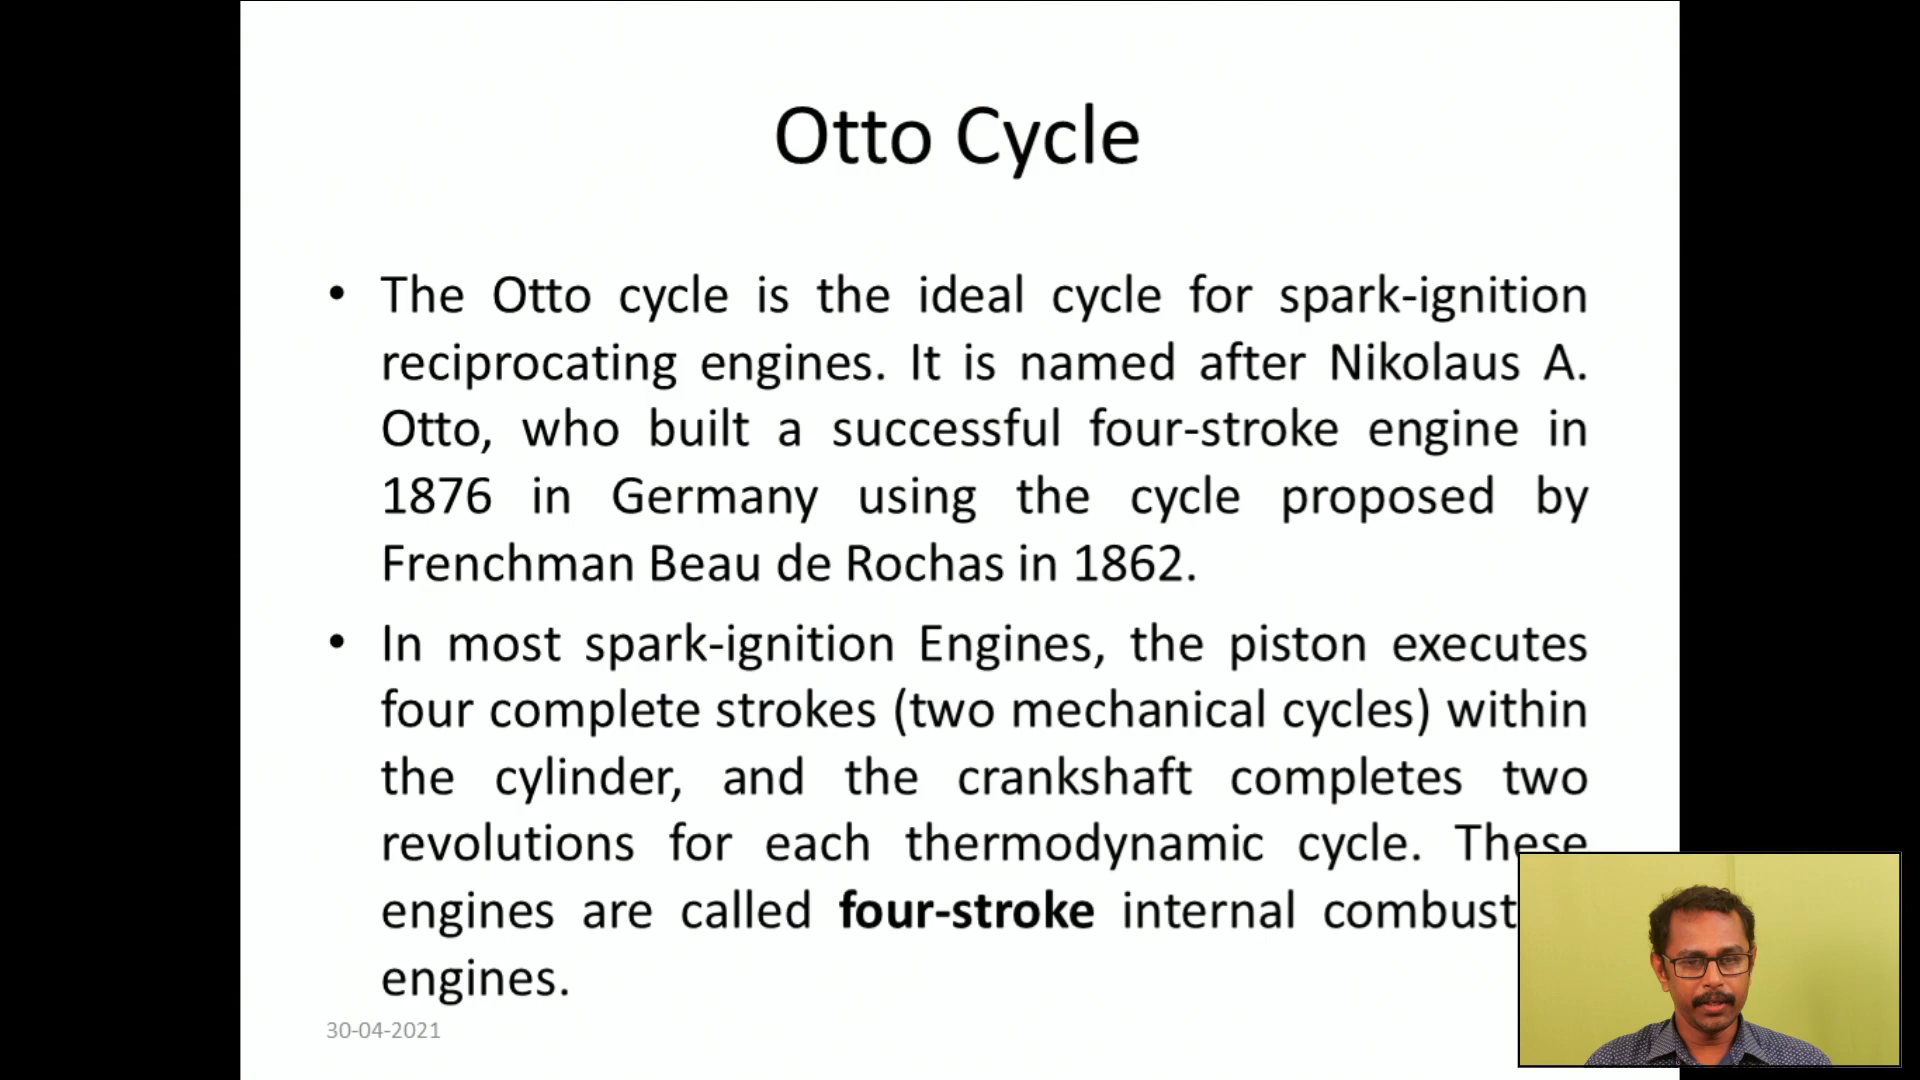 Otto Cycle
• The Otto cycle is the ideal cycle for spark-ignition
reciprocating engines. It is named after Nikolaus A.
Otto, who built a successful four-stroke engine in
1876 in Germany using the cycle proposed by
Frenchman Beau de Rochas in 1862.
• In most spark-ignition Engines, the piston executes
four complete strokes (two mechanical cycles) within
the cylinder, and the crankshaft completes two
revolutions for each thermodynamic cycle. These
engines are called four-stroke internal combust
engines.
30-04-2021